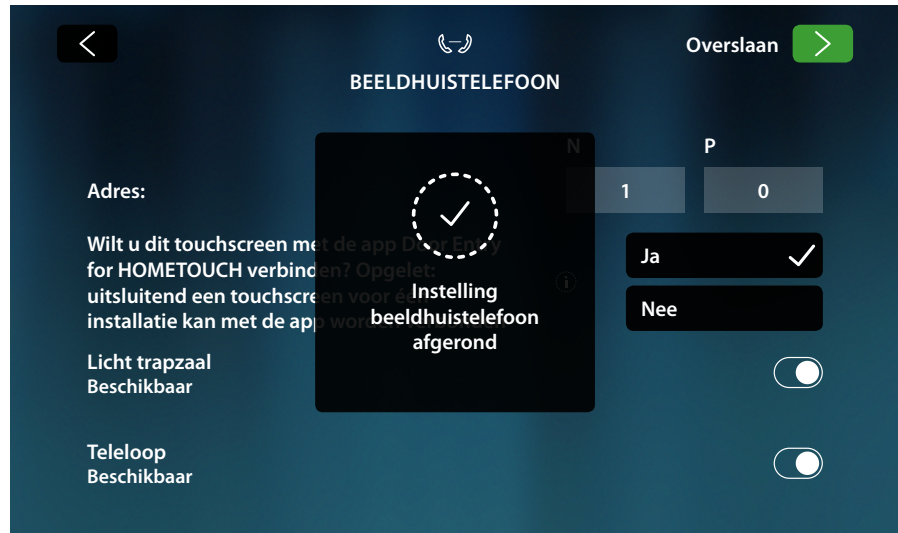 Overslaan
BEELDHUISTELEFOON
N P
Adres: 1 0
Wilt u dit touchscreen met de app Door Entry
for HOMETOUCH verbinden? Opgelet:
uitsluitend een touchscreen voor één
installatie kan met de app worden
Ja
Nee
Instelling
beeldhuistelefoon
afgerond
Licht trapzaal
Beschikbaar
Teleloop
Beschikbaar